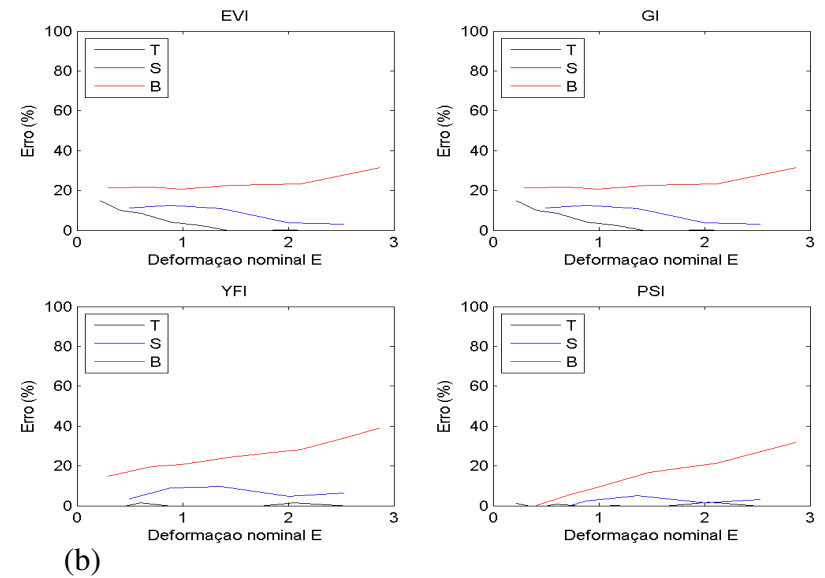 EVI
GI
100
80
60
40
20
0
T
S
B
Erro (%)
0 1 2 3
Deformaçao nominal E
100
80
60
40
20
0
T
S
B
Erro (%)
0 1 2 3
Deformaçao nominal E
YFI
PSI
100
80
60
40
20
0
T
S
B
Erro (%)
0 1 2 3
Deformaçao nominal E
100
80
60
40
20
0
T
S
B
Erro (%)
0 1 2 3
Deformaçao nominal E
(b)